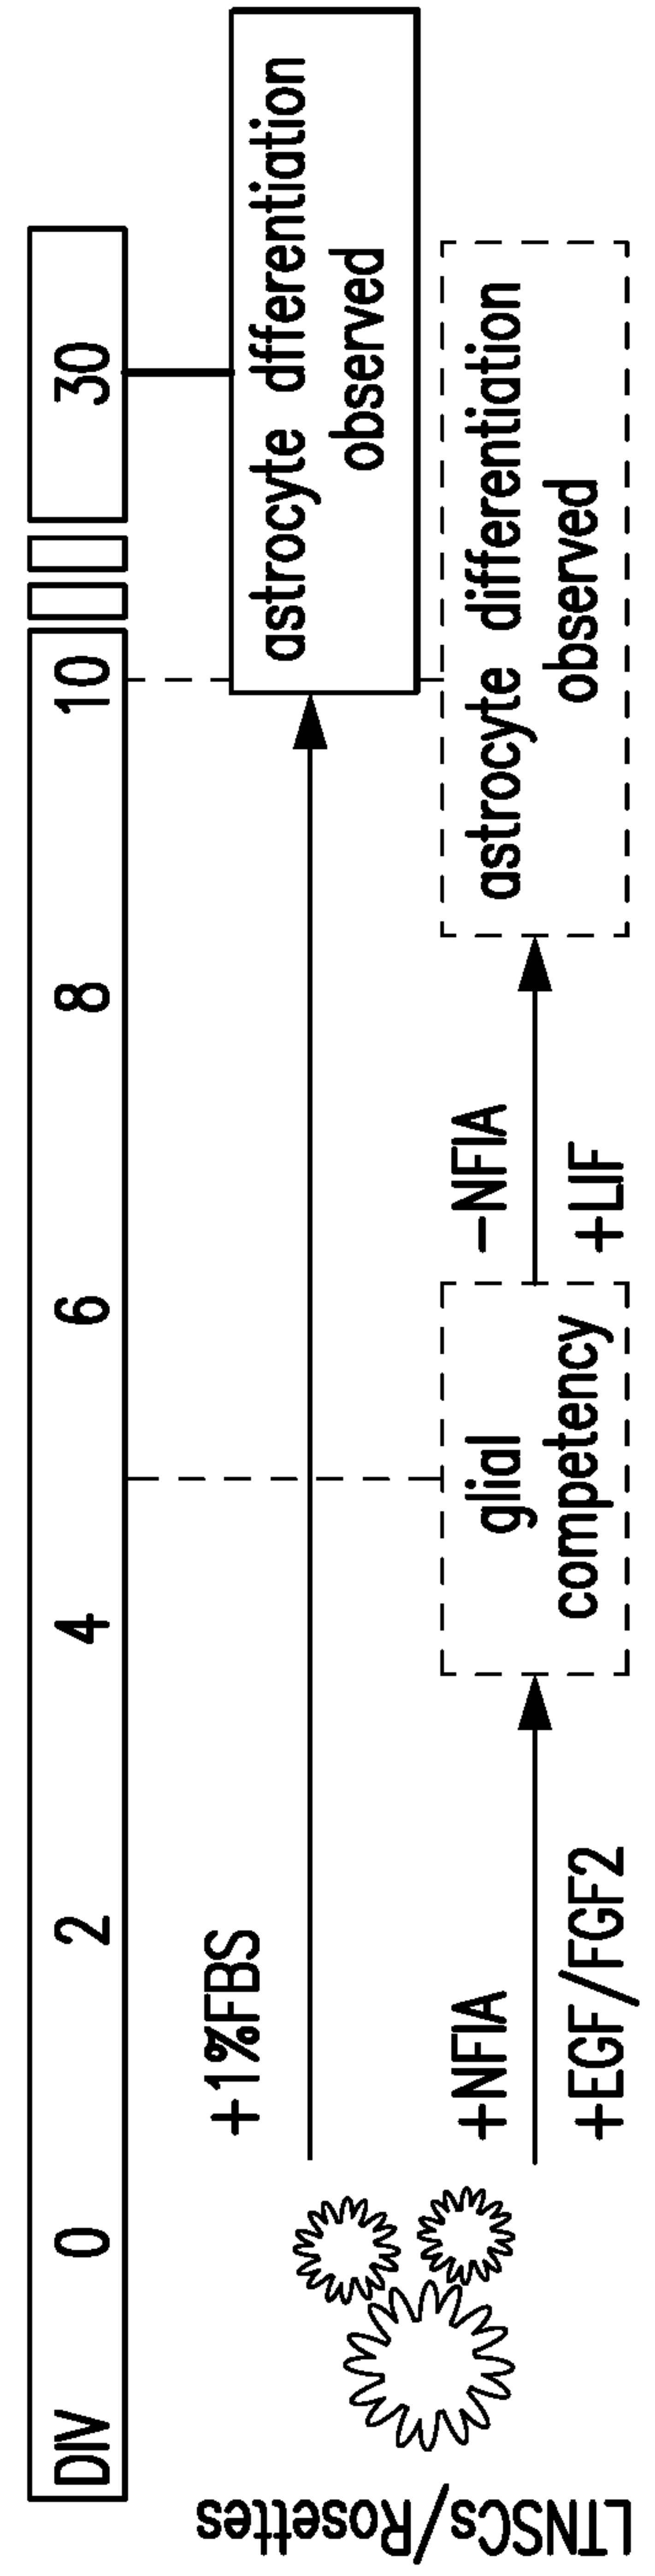 DIV 0 2 4 6 8 10 30
+1%FBS
astrocyte dfferentiation
observed
LTNSCs/Rosettes
+NFIA
+EGF/FGF2
glial
competency
-NFIA
+LIF
astrocyte differentiation
observed